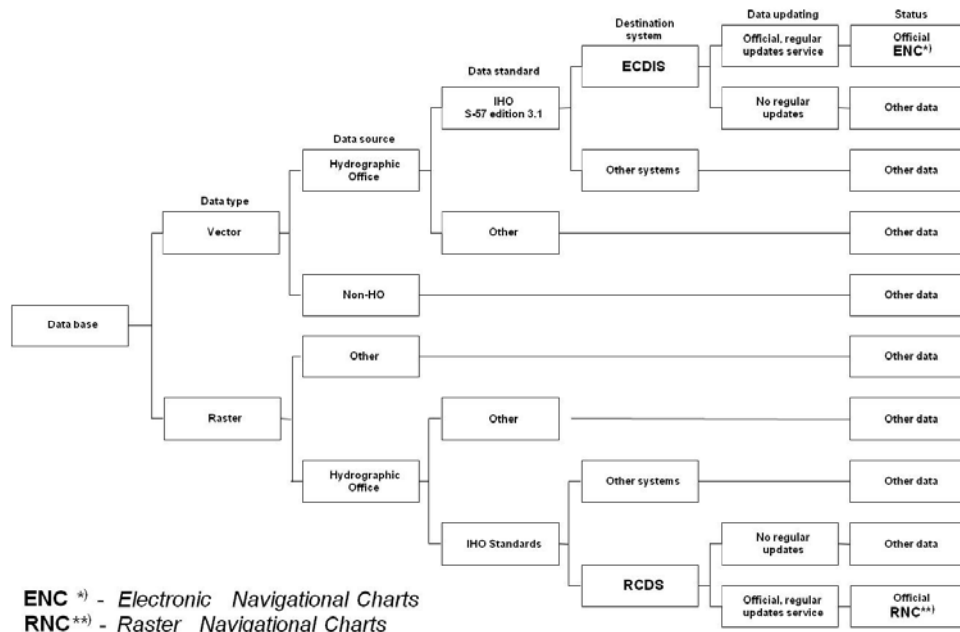 Destination
system
Data updating
Status
Official, regular
updates service
Official
ENC*)
ECDIS
Data standard
IHO
S-57 edition 3.1
No regular
updates
Other data
Data source
Hydrographic
Office
Other systems
Other data
Data type
Vector
Other
Other data
Non-HO
Other data
Data base
Other
Other data
Raster
Other
Other data
Hydrographic
Office
Other systems
Other data
IHO Standards
No regular
updates
Other data
RCDS
Official, regular
updates service
Official
RNC**)
ENC *) - Electronic Navigational Charts
RNC**) - Raster Navigational Charts